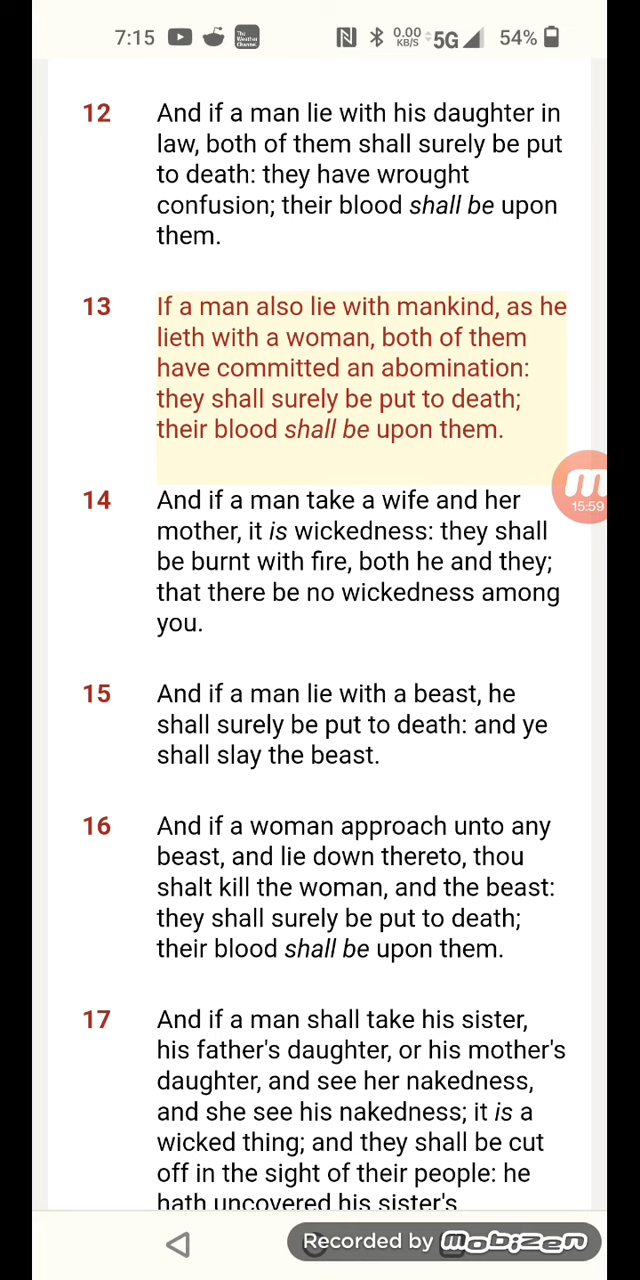 7:15 The Weather Channel 0.00 KB/S 5G 54%
12 And if a man lie with his daughter in
law, both of them shall surely be put
to death: they have wrought
confusion; their blood shall be upon
them.
13 If a man also lie with mankind, as he
lieth with a woman, both of them
have committed an abomination:
they shall surely be put to death;
their blood shall be upon them.
15:59
14 And if a man take a wife and her
mother, it is wickedness: they shall
be burnt with fire, both he and they;
that there be no wickedness among
you.
15 And if a man lie with a beast, he
shall surely be put to death: and ye
shall slay the beast.
16 And if a woman approach unto any
beast, and lie down thereto, thou
shalt kill the woman, and the beast:
they shall surely be put to death;
their blood shall be upon them.
17 And if a man shall take his sister,
his father's daughter, or his mother's
daughter, and see her nakedness,
and she see his nakedness; it is a
wicked thing; and they shall be cut
off in the sight of their people: he
hath uncovered his sister's
Recorded by mobizen